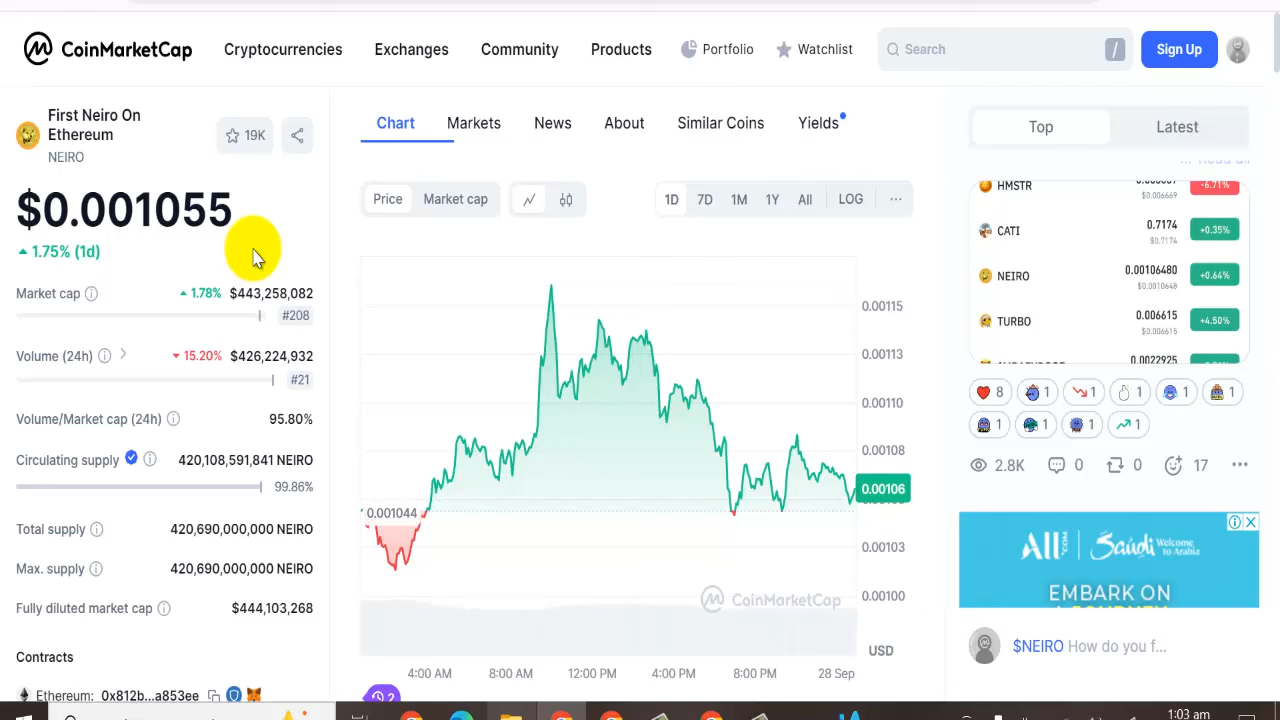 CoinMarketCap
Cryptocurrencies
Exchanges
Community
Products
Portfolio
Watchlist
Search
/
Sign Up
First Neiro On
Ethereum
NEIRO
19K
$0.001055
1.75% (1d)
Market cap
1.78% $443,258,082
#208
Volume (24h)
15.20% $426,224,932
#21
Volume/Market cap (24h)
95.80%
Circulating supply
420,108,591,841 NEIRO
99.86%
Total supply
420,690,000,000 NEIRO
Max. supply
420,690,000,000 NEIRO
Fully diluted market cap
$444,103,268
Contracts
Ethereum: 0x812b...a853ee
Chart
Markets
News
About
Similar Coins
Yields
Price
Market cap
1D
7D
1M
1Y
All
LOG
0.00115
0.00113
0.00110
0.00108
0.00106
0.00103
0.00100
0.001044
CoinMarketCap
USD
4:00 AM
8:00 AM
12:00 PM
4:00 PM
8:00 PM
28 Sep
2
Top
Latest
HMSTR
$0.006669
-6.71%
CATI
0.7174
$0.7174
+0.35%
NEIRO
0.00106480
$0.0010648
+0.64%
TURBO
0.006615
$0.006615
+4.50%
0.0022925
8
1
1
1
1
1
1
1
1
1
2.8K
0
0
17
ALL.COM
Saudi Welcome to Arabia
EMBARK ON
$NEIRO How do you f...
1:03 am